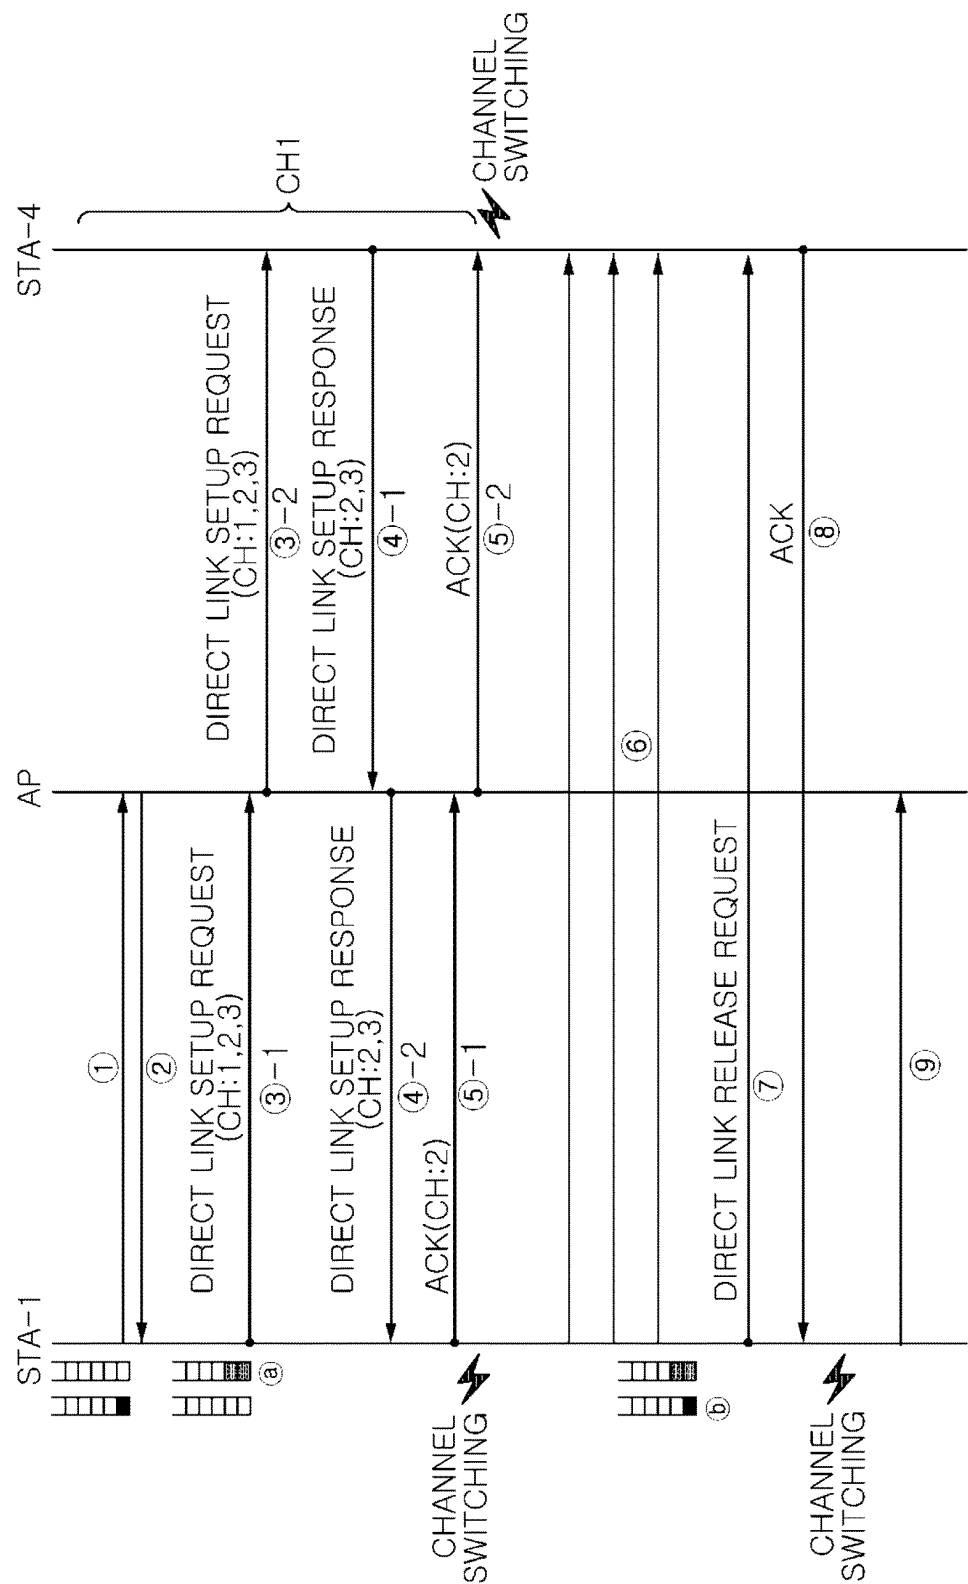 STA-1
AP
STA-4
①
②
DIRECT LINK SETUP REQUEST
(CH:1,2,3)
③-1
DIRECT LINK SETUP REQUEST
(CH:1,2,3)
③-2
ⓐ
CH1
DIRECT LINK SETUP RESPONSE
(CH:2,3)
④-1
DIRECT LINK SETUP RESPONSE
(CH:2,3)
④-2
ACK(CH:2)
⑤-1
ACK(CH:2)
⑤-2
CHANNEL
SWITCHING
CHANNEL
SWITCHING
⑥
ⓑ
DIRECT LINK RELEASE REQUEST
⑦
ACK
⑧
CHANNEL
SWITCHING
⑨